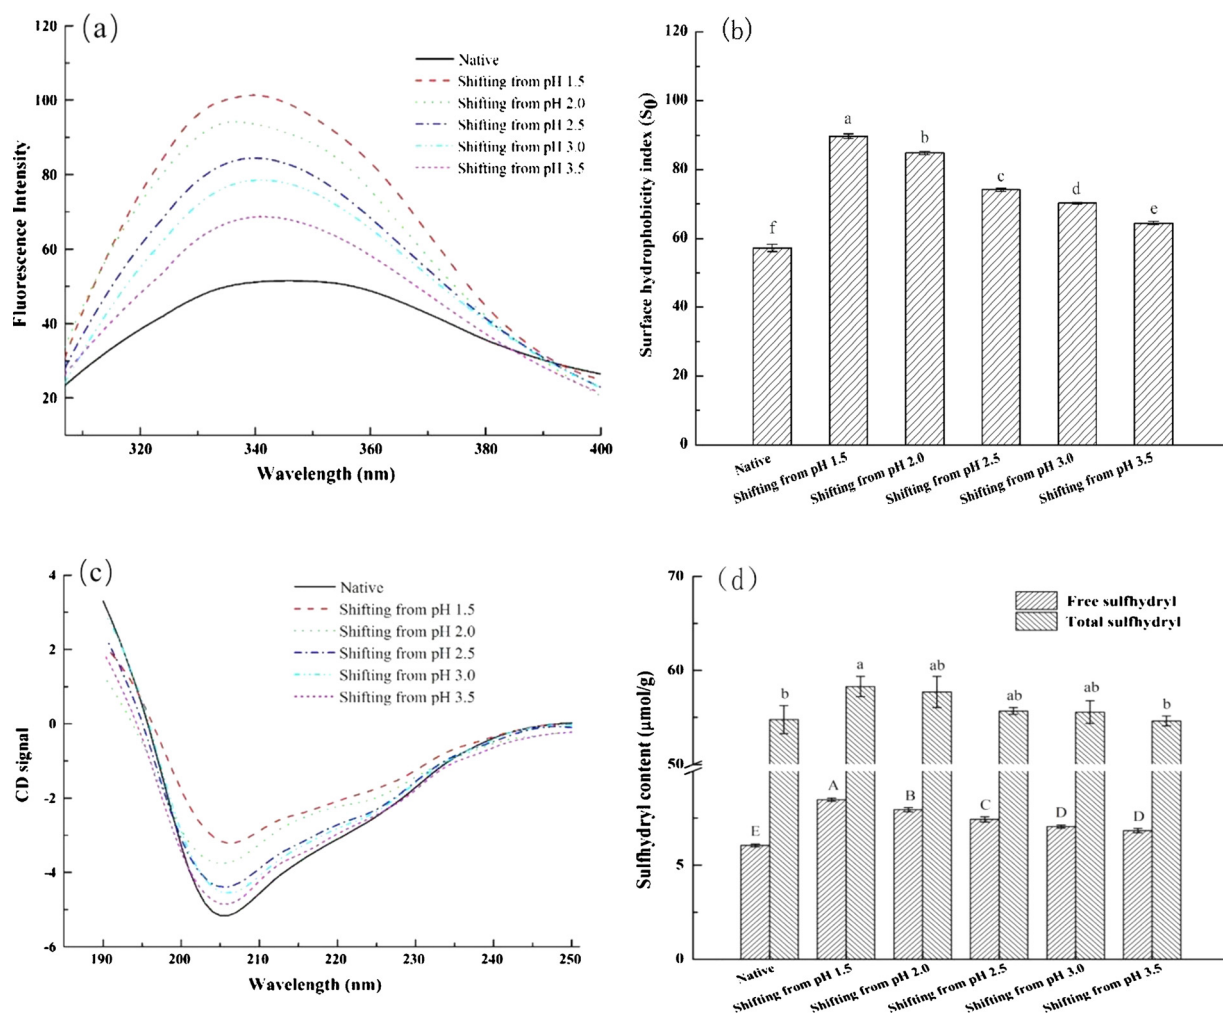 (a)
120
100
80
60
40
20
Fluorescence Intensity
Native
Shifting from pH 1.5
Shifting from pH 2.0
Shifting from pH 2.5
Shifting from pH 3.0
Shifting from pH 3.5
320
340
360
380
400
Wavelength (nm)
(b)
120
100
80
60
40
20
0
Surface hydrophobicity index (S0)
f
a
b
c
d
e
Native
Shifting from pH 1.5
Shifting from pH 2.0
Shifting from pH 2.5
Shifting from pH 3.0
Shifting from pH 3.5
(c)
4
2
0
-2
-4
-6
CD signal
Native
Shifting from pH 1.5
Shifting from pH 2.0
Shifting from pH 2.5
Shifting from pH 3.0
Shifting from pH 3.5
190
200
210
220
230
240
250
Wavelength (nm)
(d)
70
60
50
5
0
Sulfhydryl content (μmol/g)
Free sulfhydryl
Total sulfhydryl
b
a
ab
ab
ab
b
E
A
B
C
D
D
Native
Shifting from pH 1.5
Shifting from pH 2.0
Shifting from pH 2.5
Shifting from pH 3.0
Shifting from pH 3.5